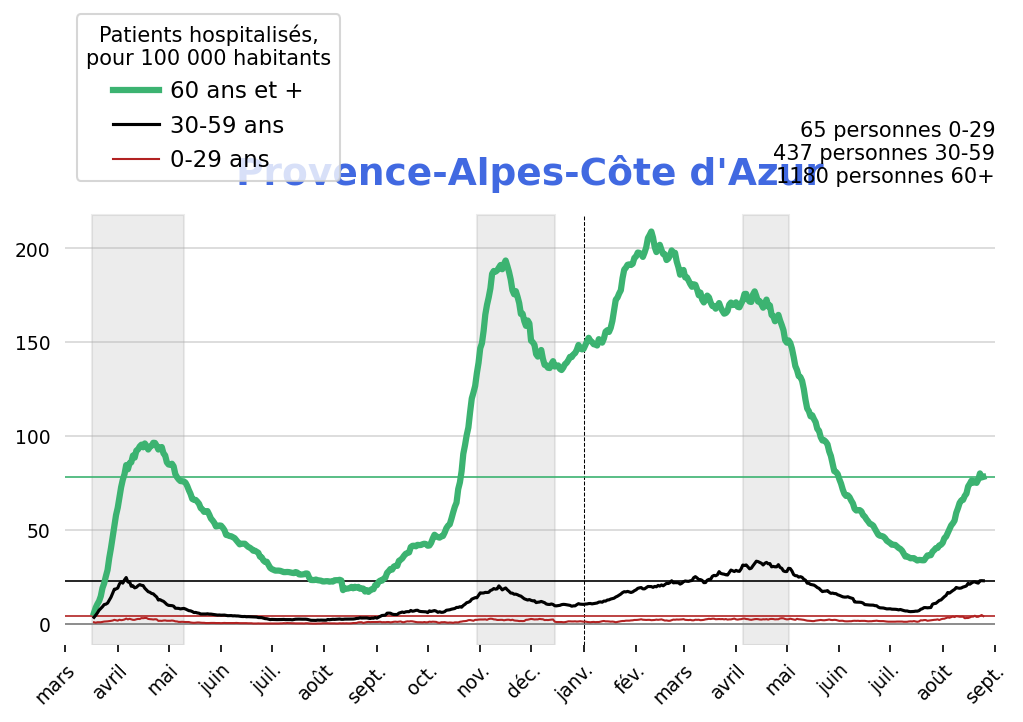 Patients hospitalisés,
pour 100 000 habitants
60 ans et +
30-59 ans
0-29 ans
65 personnes 0-29
437 personnes 30-59
1180 personnes 60+
Provence-Alpes-Côte d'Azur
200
150
100
50
0
mars
avril
mai
juin
juil.
août
sept.
oct.
nov.
déc.
janv.
fév.
mars
avril
mai
juin
juil.
août
sept.